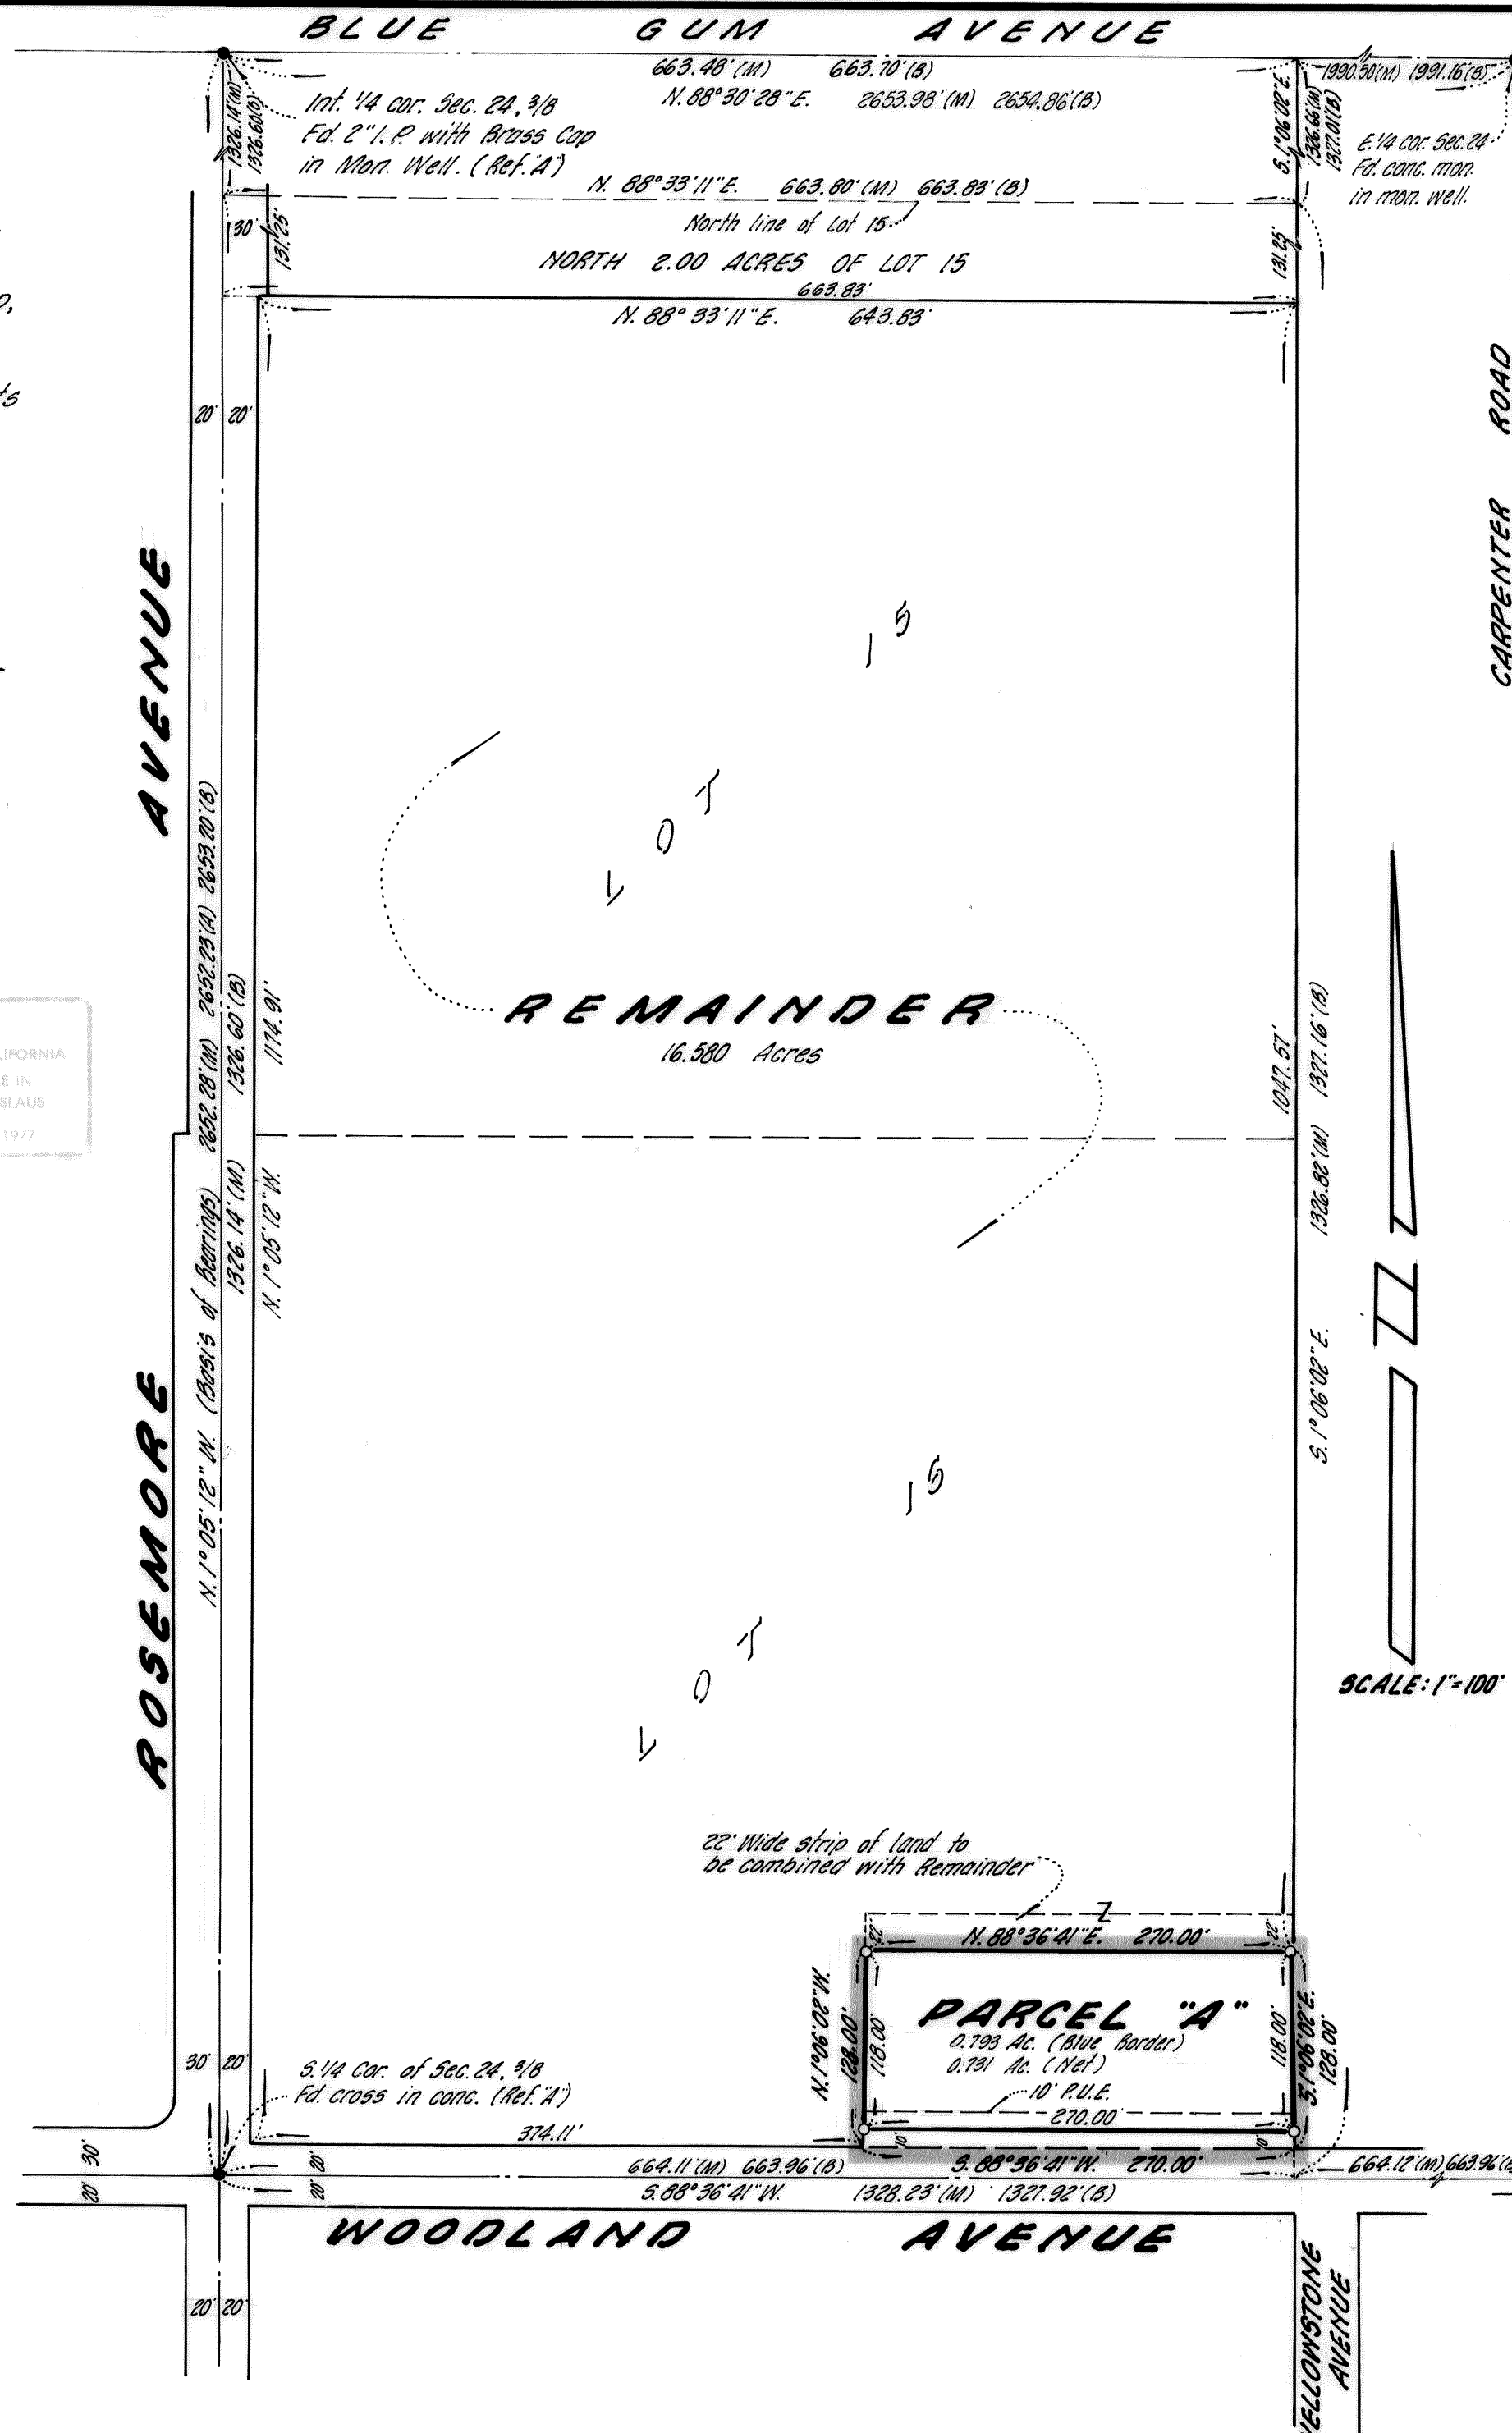 BLUE GUM AVENUE
663.48'(M) 663.70'(B)
N.88°30'28"E. 2653.98'(M) 2654.86'(B)
1990.50'(M) 1991.16'(B)
1326.14'(M)
1326.60'(B)
Int. 1/4 cor. Sec. 24, 3/8
Fd. 2" I.P. with Brass Cap
in Mon. Well. (Ref. "A")
S.1°06'02"E.
1326.66'(M)
1327.01'(B)
E.1/4 cor. Sec. 24
Fd. conc. mon.
in mon. well.
N. 88°33'11"E. 663.80'(M) 663.83'(B)
North line of Lot 15
30'
131.25'
131.25'
NORTH 2.00 ACRES OF LOT 15
663.83'
N. 88°33'11"E. 643.83'
ts
20' 20'
CARPENTER ROAD
LOT 15
ROSEMORE AVENUE
N. 1°05'12" W. (Basis of Bearings) 2652.28'(M) 2652.23'(A) 2653.20'(B)
1326.14'(M) 1326.60'(B)
N. 1°05'12"W. 1174.91'
REMAINDER
16.580 Acres
1047.57'
S. 1°06'02"E. 1326.82'(M) 1327.16'(B)
LIFORNIA
E IN
SLAUS
1977
LOT 15
SCALE: 1"=100'
22' Wide strip of land to
be combined with Remainder
Z
22'
22'
N. 88°36'41"E. 270.00'
N.1°06'02"W.
128.00'
118.00'
PARCEL "A"
0.793 Ac. (Blue Border)
0.731 Ac. (Net)
10' P.U.E.
270.00'
118.00'
S.1°06'02"E.
128.00'
30' 20'
S. 1/4 Cor. of Sec. 24, 3/8
Fd. cross in conc. (Ref. "A")
374.11'
10'
10'
30'
20'
20'
20'
664.11'(M) 663.96'(B)
S. 88°36'41"W. 270.00'
664.12'(M) 663.96'(B
S.88°36'41"W. 1328.23'(M) 1327.92'(B)
WOODLAND AVENUE
20' 20'
YELLOWSTONE
AVENUE